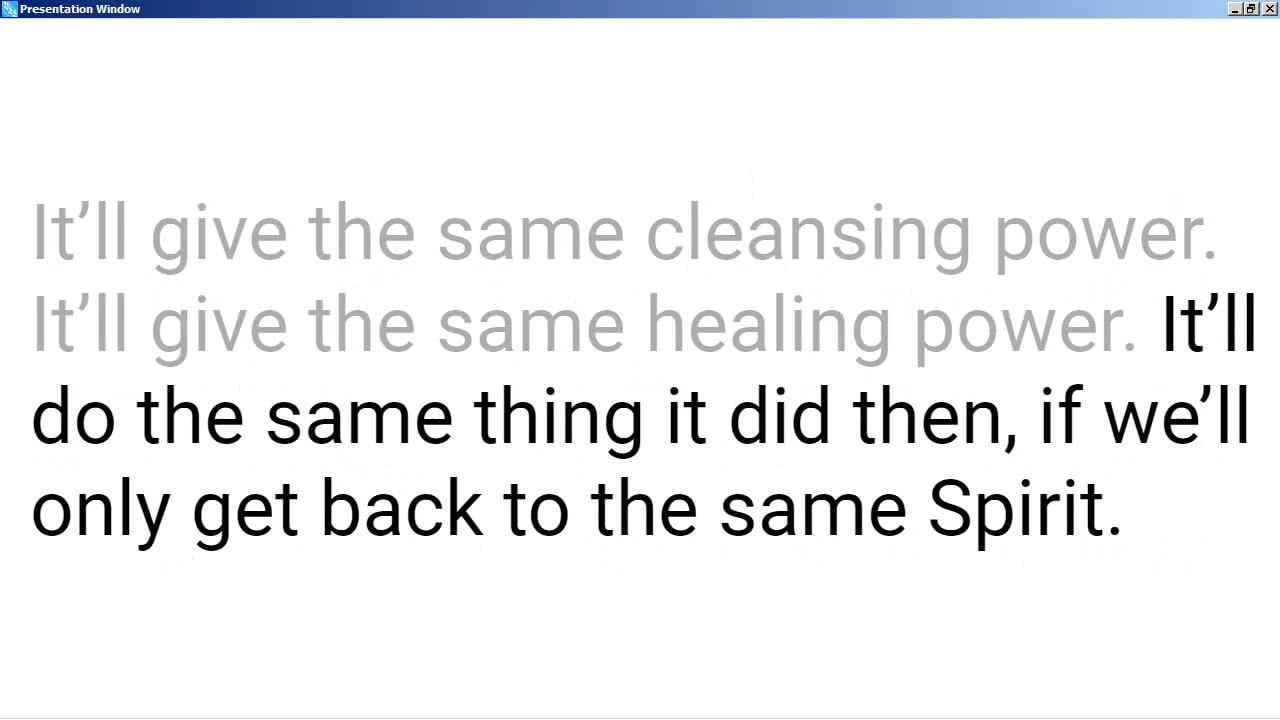 Presentation Window
It’ll give the same cleansing power.
It’ll give the same healing power. It’ll
do the same thing it did then, if we’ll
only get back to the same Spirit.